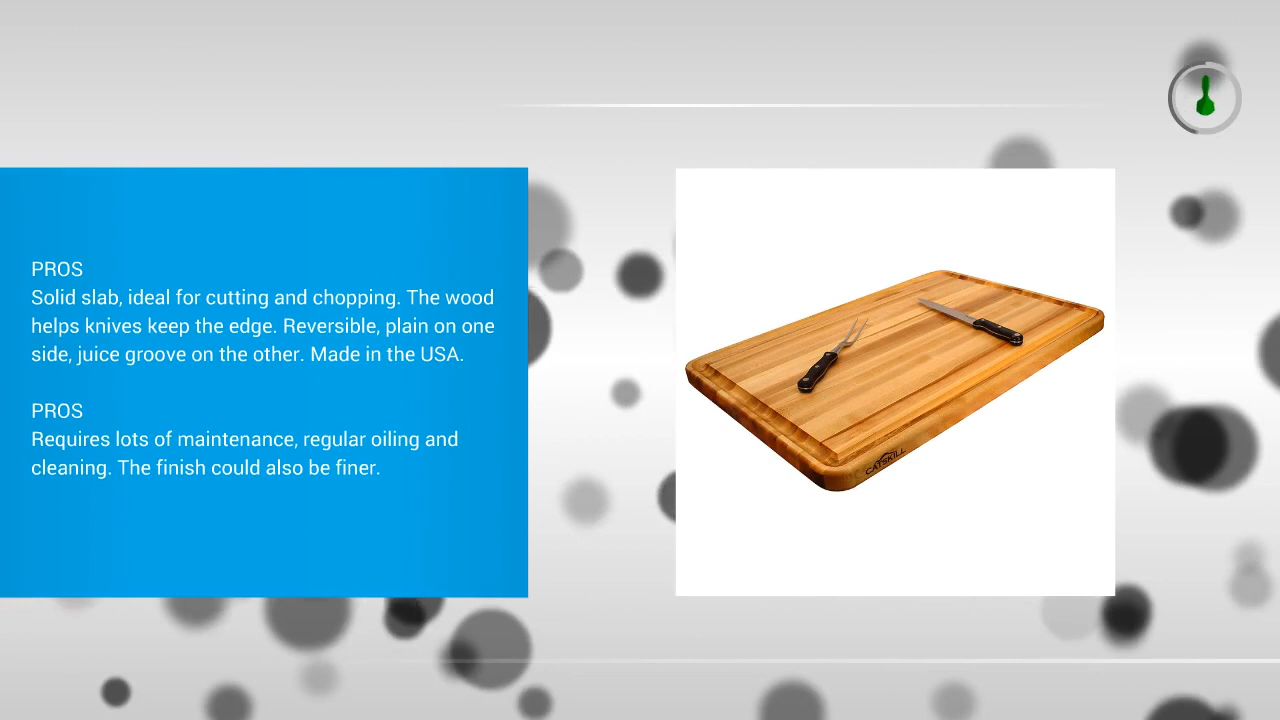 PROS
Solid slab, ideal for cutting and chopping. The wood
helps knives keep the edge. Reversible, plain on one
side, juice groove on the other. Made in the USA.
PROS
Requires lots of maintenance, regular oiling and
cleaning. The finish could also be finer.
CATSKILL